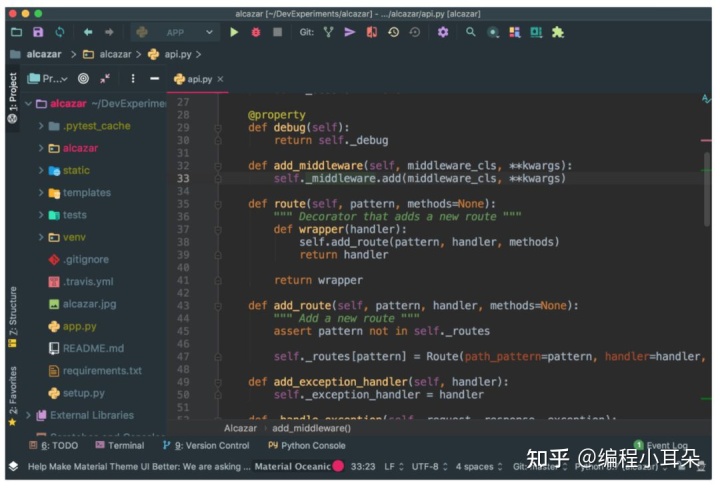 alcazar [~/DevExperiments/alcazar] - .../alcazar/api.py [alcazar]
APP
Git:
alcazar
alcazar
api.py
1: Project
Pr...
api.py
alcazar ~/DevExperime
.pytest_cache
alcazar
static
templates
tests
venv
.gitignore
.travis.yml
alcazar.jpg
app.py
README.md
requirements.txt
setup.py
External Libraries
7: Structure
2: Favorites
27
28 @property
29 def debug(self):
30 return self._debug
31
32 def add_middleware(self, middleware_cls, **kwargs):
33 self._middleware.add(middleware_cls, **kwargs)
34
35 def route(self, pattern, methods=None):
36 """ Decorator that adds a new route """
37 def wrapper(handler):
38 self.add_route(pattern, handler, methods)
39 return handler
40
41 return wrapper
42
43 def add_route(self, pattern, handler, methods=None):
44 """ Add a new route """
45 assert pattern not in self._routes
46
47 self._routes[pattern] = Route(path_pattern=pattern, handler=handler,
48
49 def add_exception_handler(self, handler):
50 self._exception_handler = handler
51
Alcazar
add_middleware()
6: TODO
Terminal
9: Version Control
Python Console
1 Event Log
Help Make Material Theme UI Better: We are asking ...
Material Oceanic
33:23
LF
UTF-8
4 spaces
知乎 @编程小耳朵